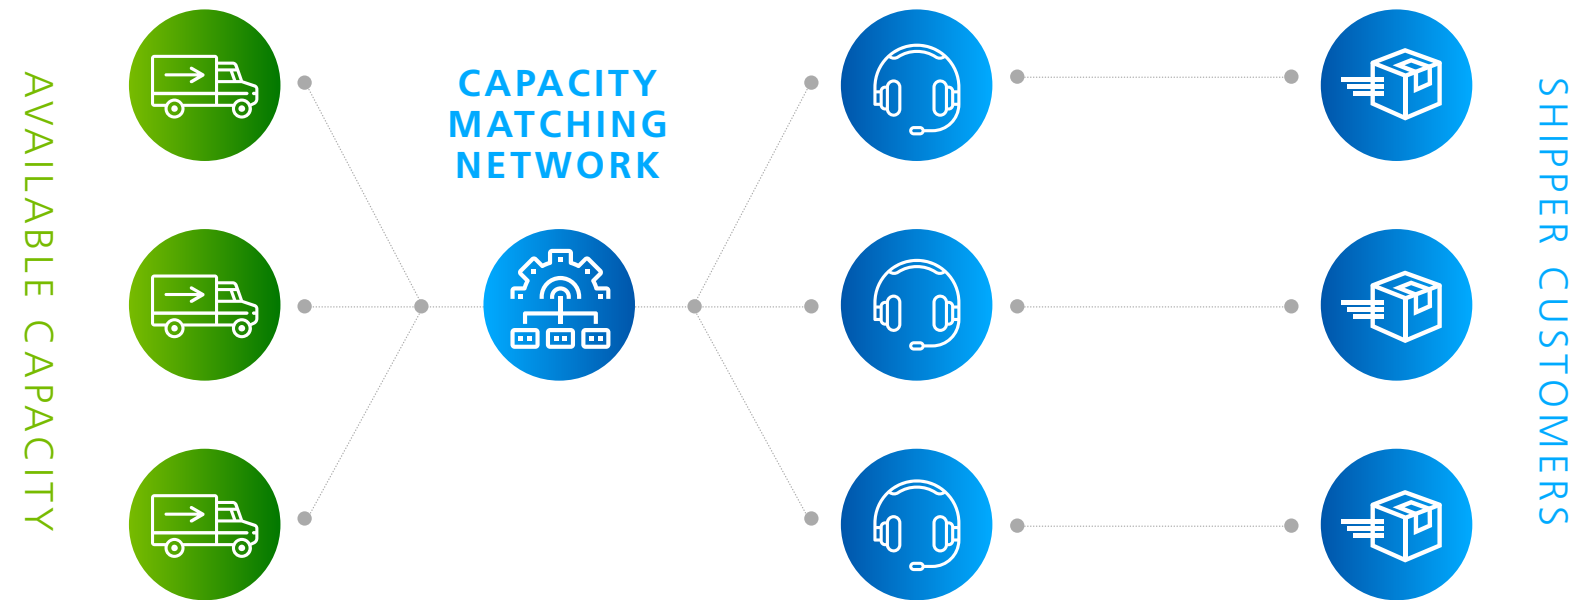 AVAILABLE CAPACITY
CAPACITY
MATCHING
NETWORK
SHIPPER CUSTOMERS